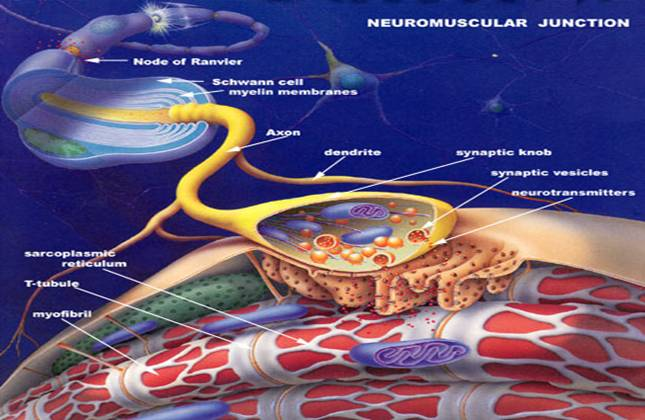 NEUROMUSCULAR JUNCTION
Node of Ranvier
Schwann cell
myelin membranes
Axon
dendrite
synaptic knob
synaptic vesicles
neurotransmitters
sarcoplasmic
reticulum
T-tubule
myofibril